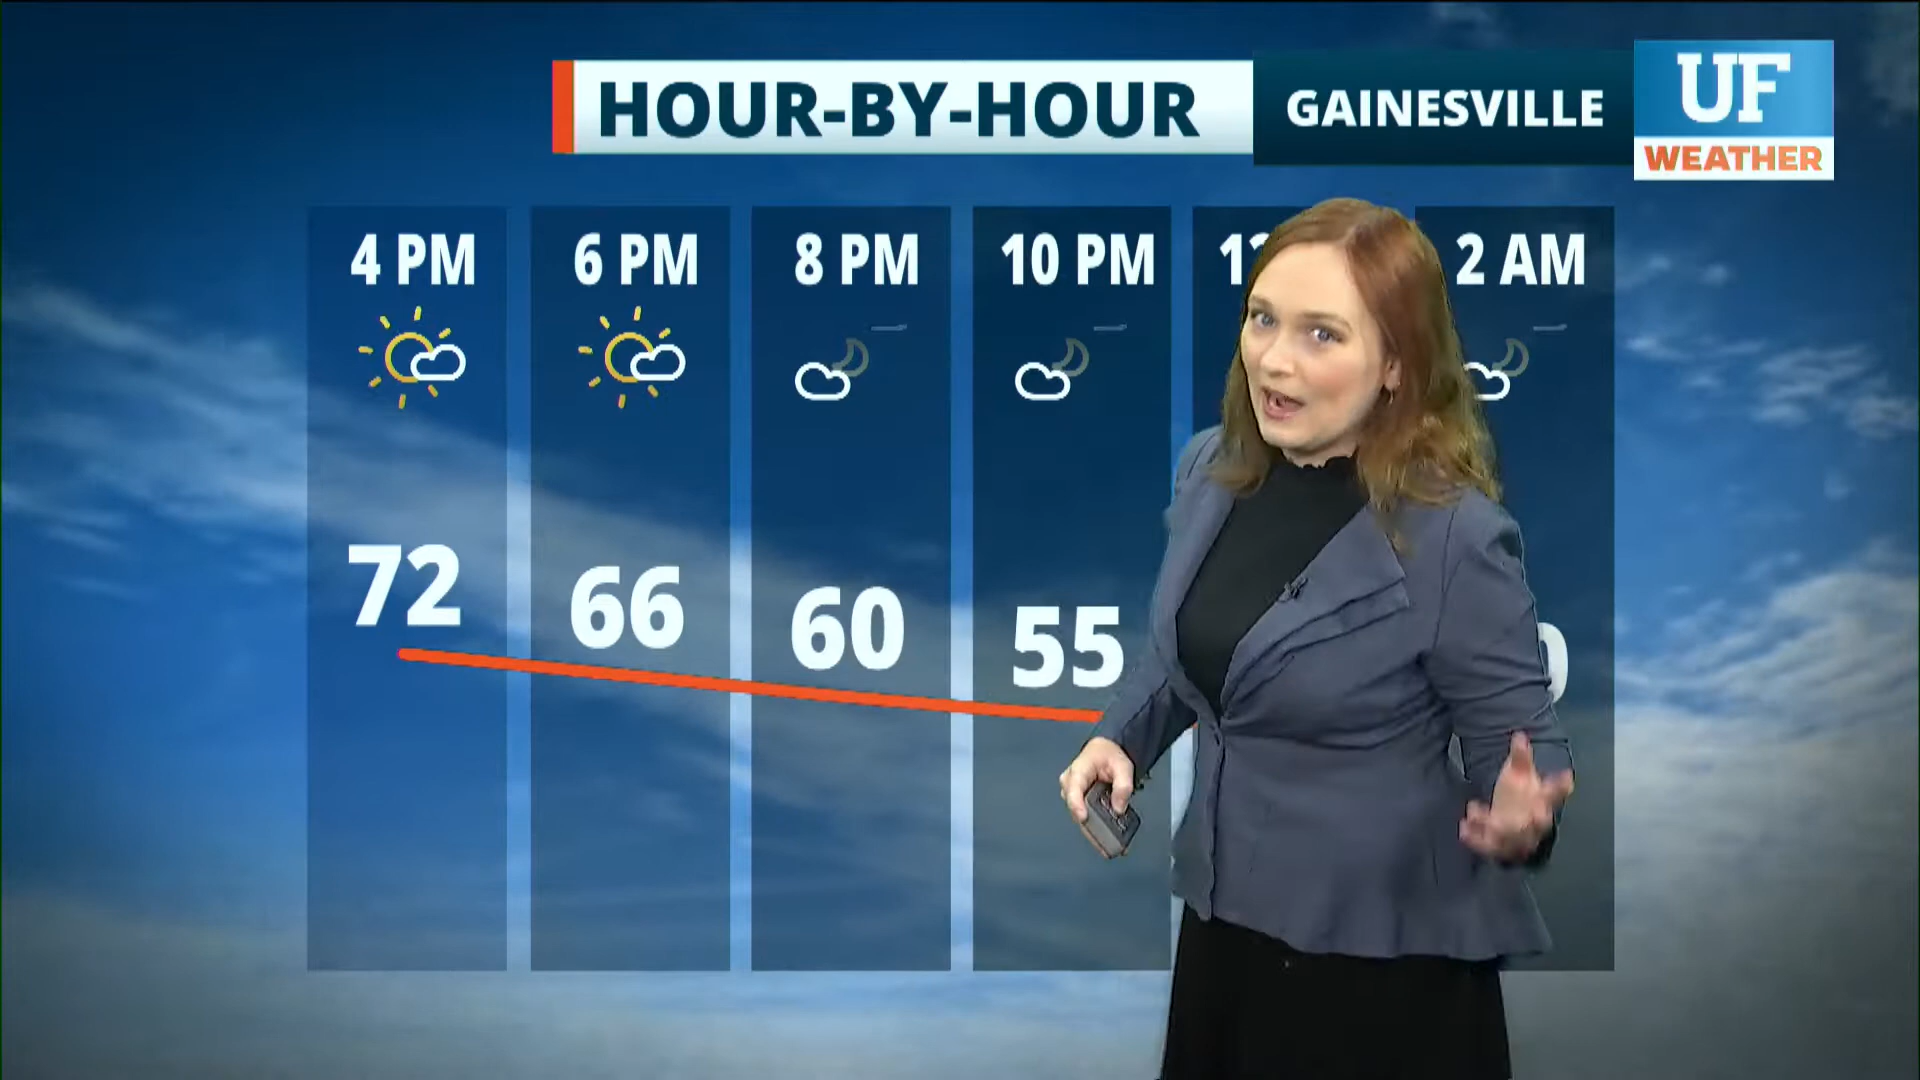 HOUR-BY-HOUR
GAINESVILLE
UF
WEATHER
4 PM
6 PM
8 PM
10 PM
2 AM
72
66
60
55